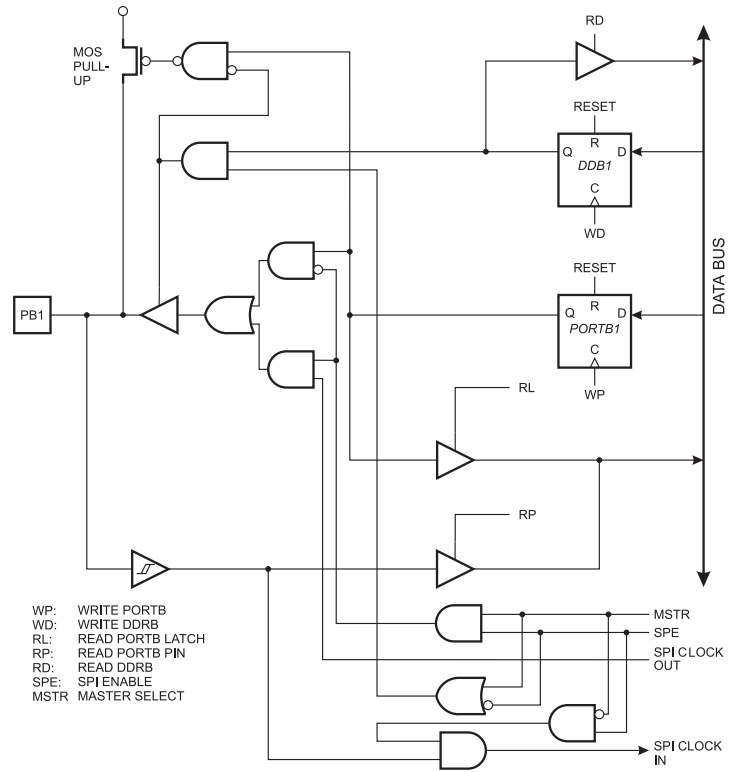 RD
MOS
PULL-
UP
RESET
R
Q
D
DDB1
C
WD
DATA BUS
RESET
R
Q
D
PORTB1
C
WP
PB1
RL
RP
WP: WRITE PORTB
WD: WRITE DDRB
RL: READ PORTB LATCH
RP: READ PORTB PIN
RD: READ DDRB
SPE: SPI ENABLE
MSTR MASTER SELECT
MSTR
SPE
SPI CLOCK
OUT
SPI CLOCK
IN